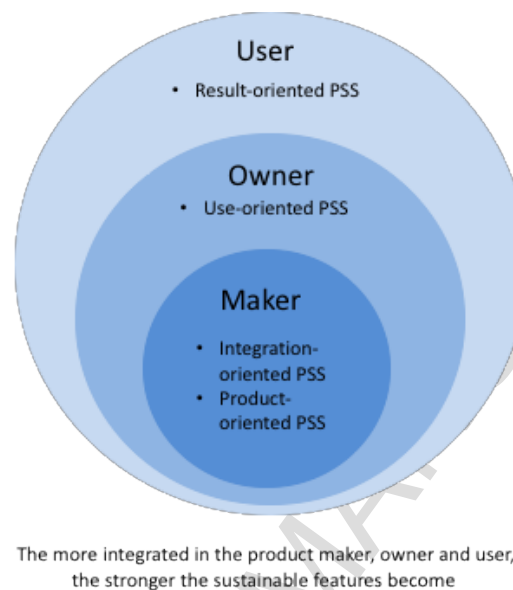 User
• Result-oriented PSS
Owner
• Use-oriented PSS
Maker
• Integration-
oriented PSS
• Product-
oriented PSS
The more integrated in the product maker, owner and user,
the stronger the sustainable features become